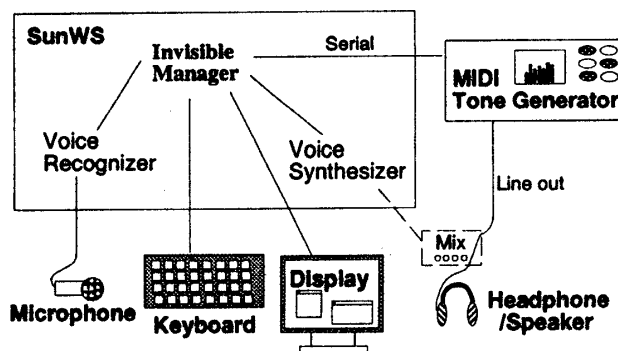 SunWS
Invisible
Manager
Serial
MIDI
Tone Generator
Voice
Recognizer
Voice
Synthesizer
Line out
Mix
Microphone
Keyboard
Display
Headphone
/Speaker